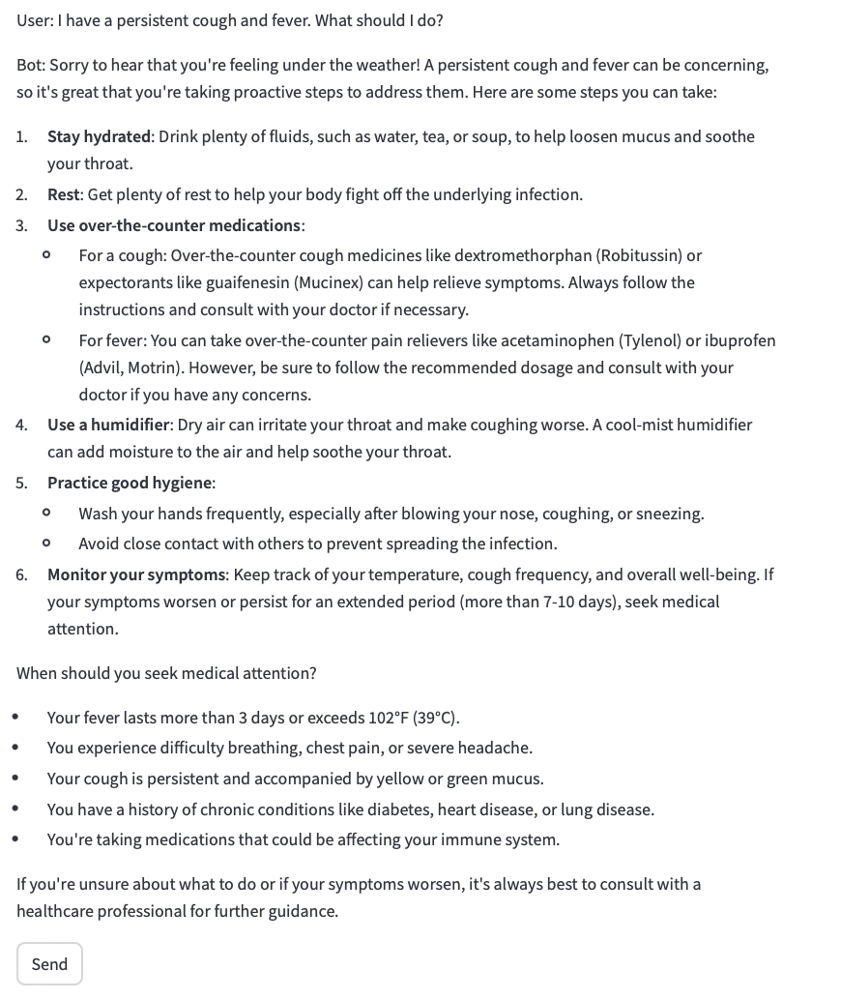 User: I have a persistent cough and fever. What should I do?
Bot: Sorry to hear that you're feeling under the weather! A persistent cough and fever can be concerning,
so it's great that you're taking proactive steps to address them. Here are some steps you can take:
1. Stay hydrated: Drink plenty of fluids, such as water, tea, or soup, to help loosen mucus and soothe
your throat.
2. Rest: Get plenty of rest to help your body fight off the underlying infection.
3. Use over-the-counter medications:
For a cough: Over-the-counter cough medicines like dextromethorphan (Robitussin) or
expectorants like guaifenesin (Mucinex) can help relieve symptoms. Always follow the
instructions and consult with your doctor if necessary.
For fever: You can take over-the-counter pain relievers like acetaminophen (Tylenol) or ibuprofen
(Advil, Motrin). However, be sure to follow the recommended dosage and consult with your
doctor if you have any concerns.
4. Use a humidifier: Dry air can irritate your throat and make coughing worse. A cool-mist humidifier
can add moisture to the air and help soothe your throat.
5. Practice good hygiene:
Wash your hands frequently, especially after blowing your nose, coughing, or sneezing.
Avoid close contact with others to prevent spreading the infection.
6. Monitor your symptoms: Keep track of your temperature, cough frequency, and overall well-being. If
your symptoms worsen or persist for an extended period (more than 7-10 days), seek medical
attention.
When should you seek medical attention?
Your fever lasts more than 3 days or exceeds 102°F (39°C).
You experience difficulty breathing, chest pain, or severe headache.
Your cough is persistent and accompanied by yellow or green mucus.
You have a history of chronic conditions like diabetes, heart disease, or lung disease.
You're taking medications that could be affecting your immune system.
If you're unsure about what to do or if your symptoms worsen, it's always best to consult with a
healthcare professional for further guidance.
Send